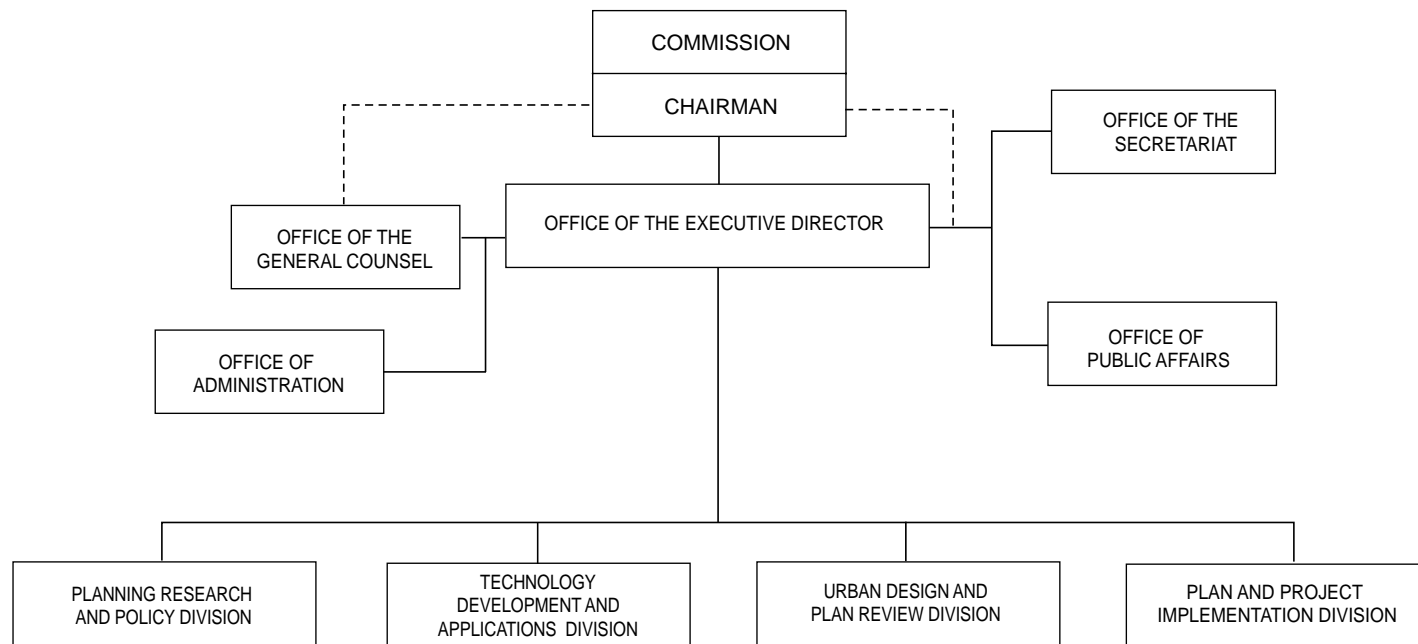 COMMISSION
CHAIRMAN
OFFICE OF THE
SECRETARIAT
OFFICE OF THE EXECUTIVE DIRECTOR
OFFICE OF THE
GENERAL COUNSEL
OFFICE OF
PUBLIC AFFAIRS
OFFICE OF
ADMINISTRATION
PLANNING RESEARCH
AND POLICY DIVISION
TECHNOLOGY
DEVELOPMENT AND
APPLICATIONS DIVISION
URBAN DESIGN AND
PLAN REVIEW DIVISION
PLAN AND PROJECT
IMPLEMENTATION DIVISION